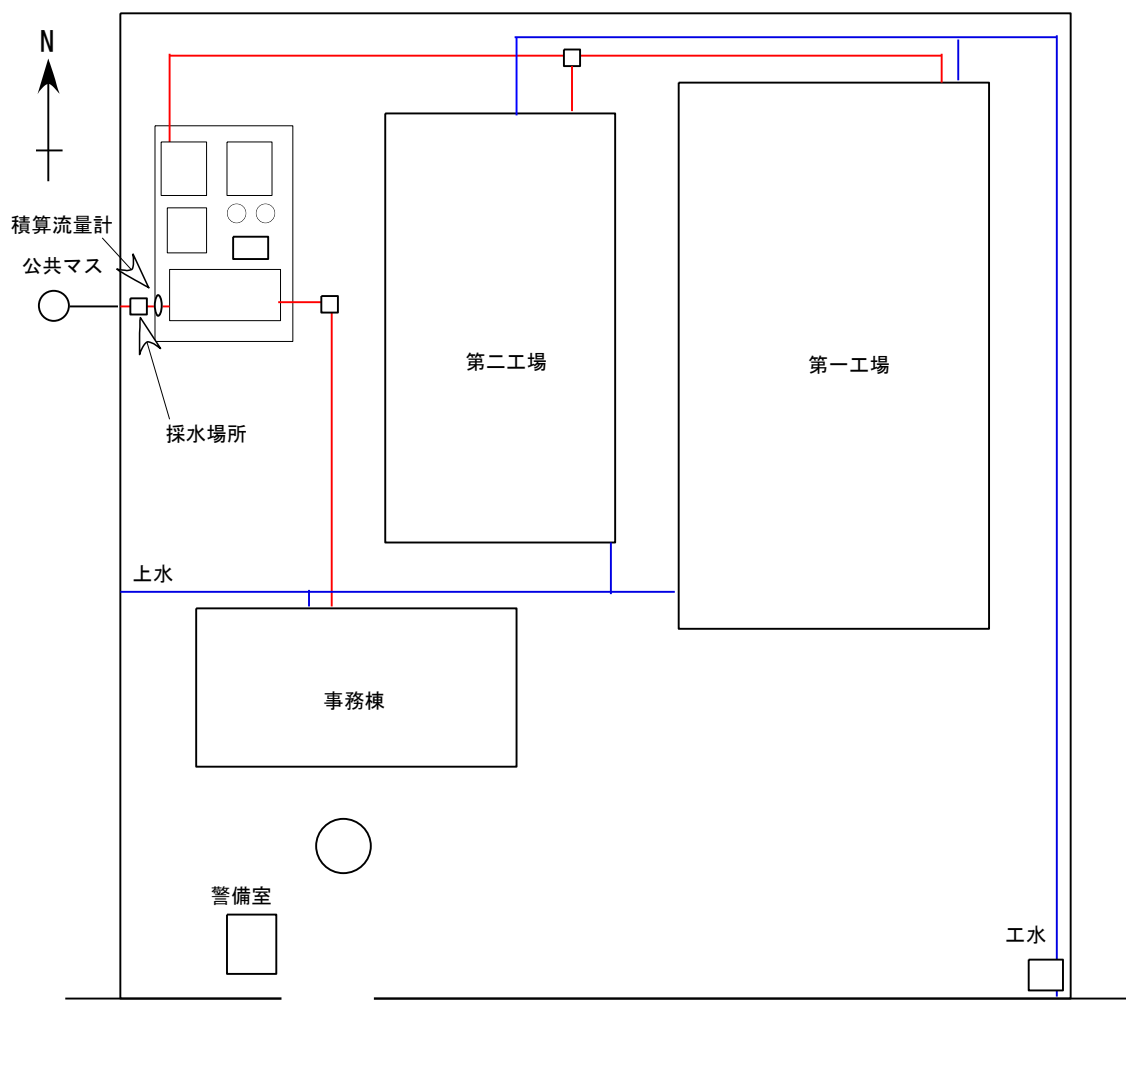 N
積算流量計
公共マス
第二工場
第一工場
採水場所
上水
事務棟
警備室
工水